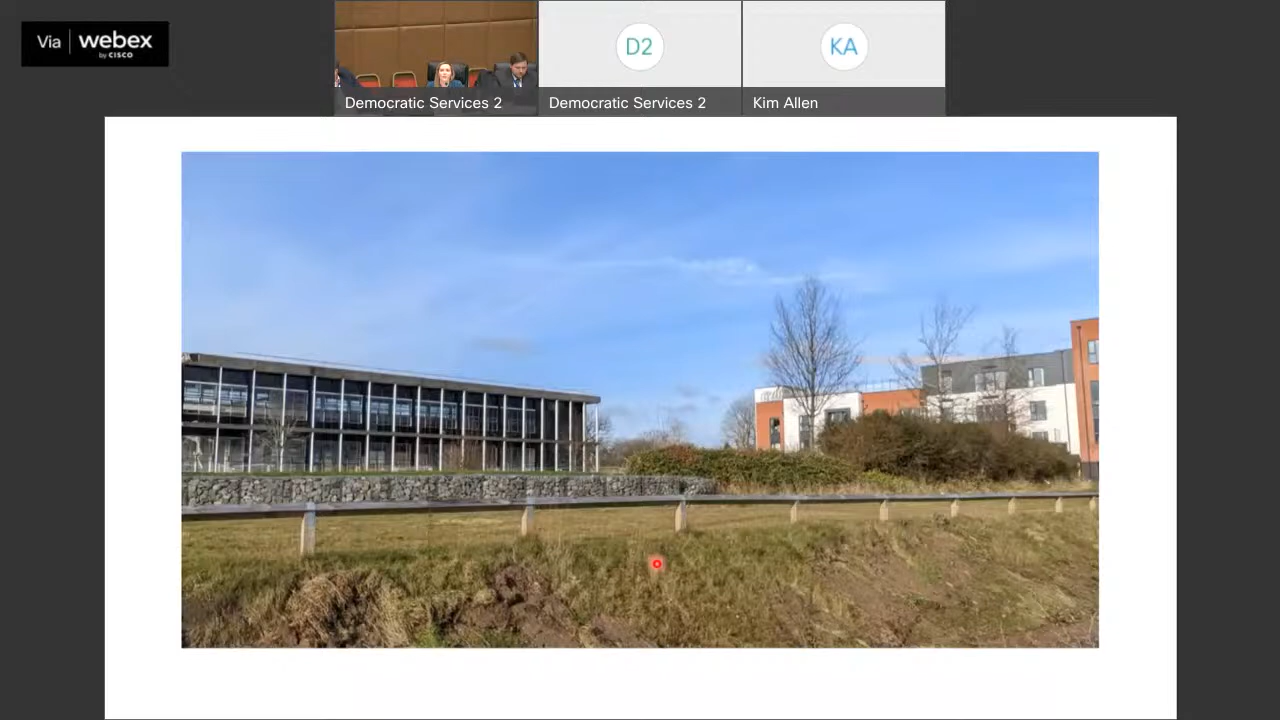 Via webex
by CISCO
D2
KA
Democratic Services 2
Democratic Services 2
Kim Allen